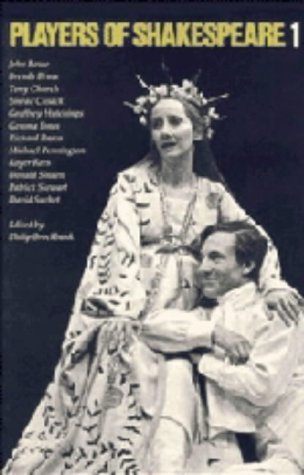 PLAYERS OF SHAKESPEARE 1
John Bowe
Brenda Bruce
Tony Church
Sinead Cusack
Geoffrey Hutchings
Gemma Jones
Richard Pasco
Michael Pennington
Roger Rees
Donald Sinden
Patrick Stewart
David Suchet
Edited by
Philip Brockbank